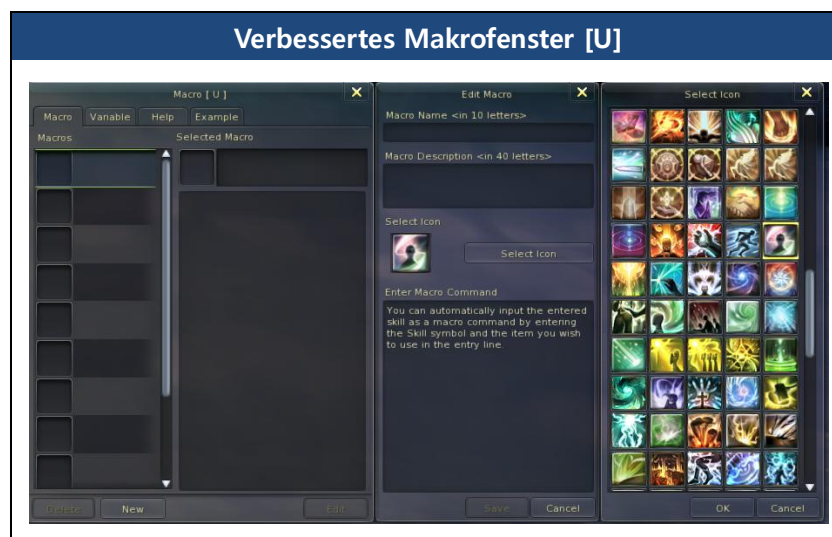 Verbessertes Makrofenster [U]
Macro [ U ]
Macro Variable Help Example
Macros Selected Macro
Delete New Edit
Edit Macro
Macro Name <in 10 letters>
Macro Description <in 40 letters>
Select Icon
Select Icon
Enter Macro Command
You can automatically input the entered
skill as a macro command by entering
the Skill symbol and the item you wish
to use in the entry line.
Save Cancel
Select Icon
OK Cancel